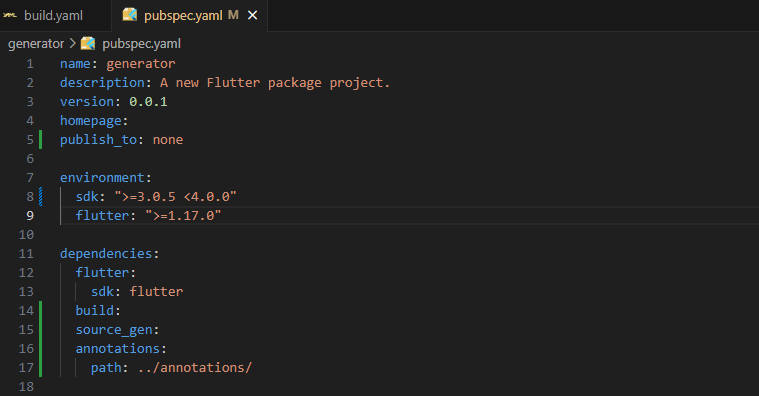 build.yaml pubspec.yaml M
generator > pubspec.yaml
1 name: generator
2 description: A new Flutter package project.
3 version: 0.0.1
4 homepage:
5 publish_to: none
6
7 environment:
8 sdk: ">=3.0.5 <4.0.0"
9 flutter: ">=1.17.0"
10
11 dependencies:
12 flutter:
13 sdk: flutter
14 build:
15 source_gen:
16 annotations:
17 path: ../annotations/
18